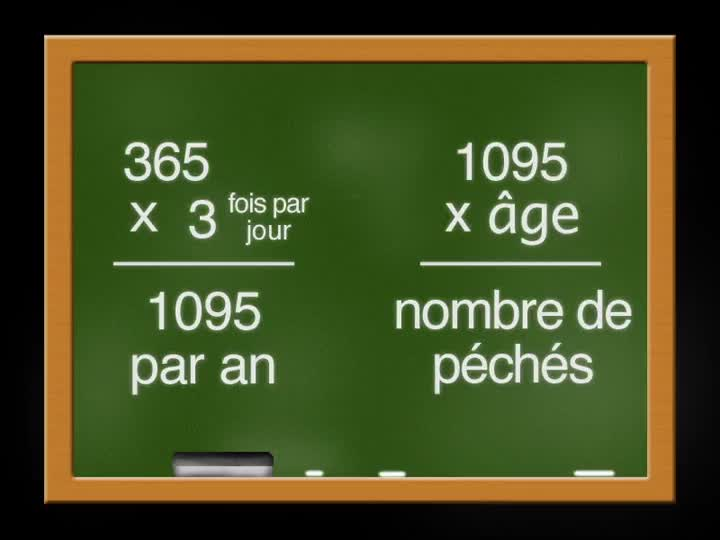 365
x 3 fois par
jour
1095
par an
1095
x âge
nombre de
péchés